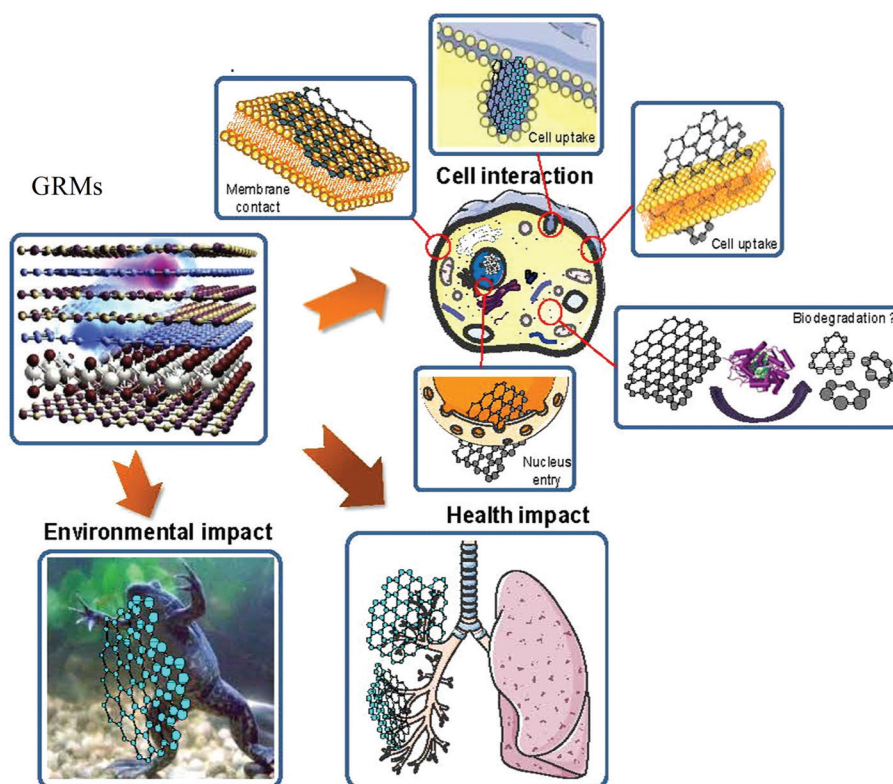 Cell uptake
Membrane
contact
Cell interaction
GRMs
Cell uptake
Biodegradation ?
Nucleus
entry
Health impact
Environmental impact